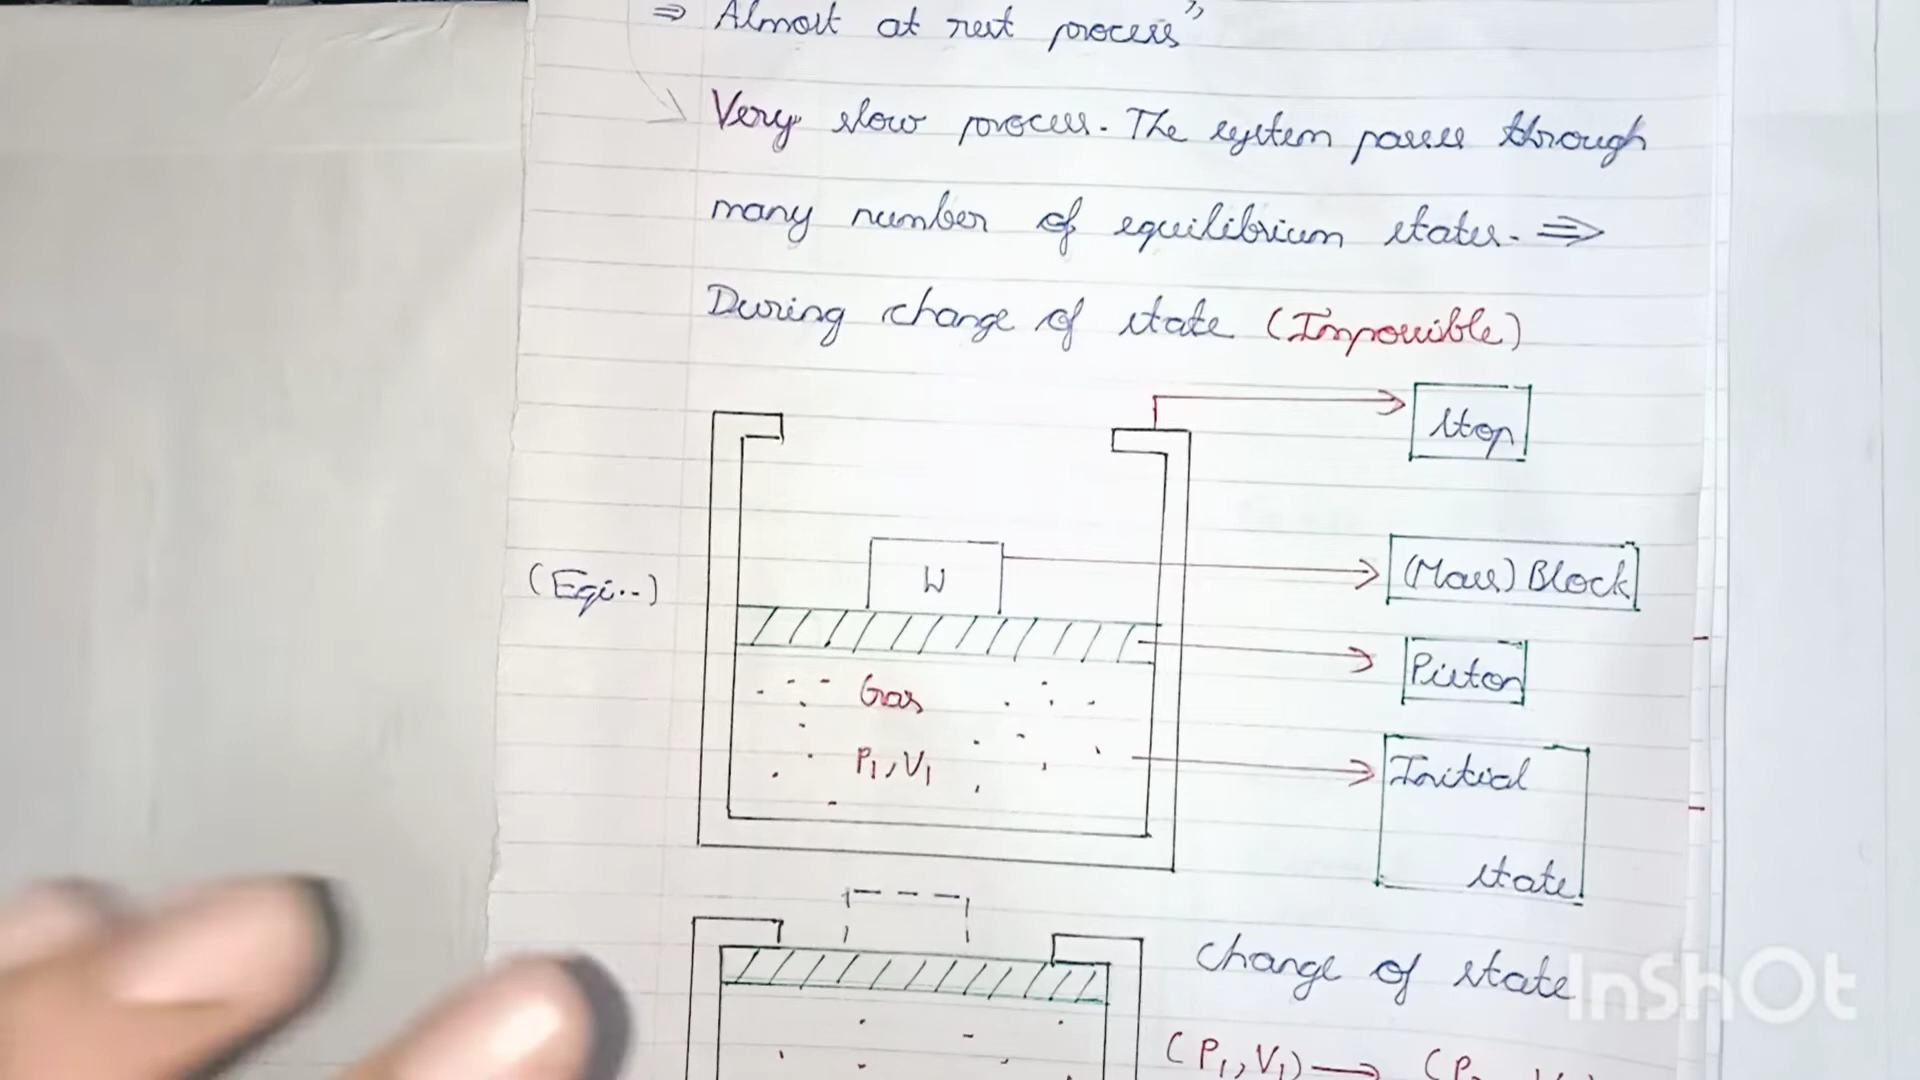 ⇒ Almost at rest process"
Very slow process. The system passes through
many number of equilibrium states. ⇒
During change of state (Impossible)
Stop
W
(Mass) Block
(Eqi..)
Piston
Gas
P1, V1
Initial
state
Change of state
(P1, V1) → (P
InShOt